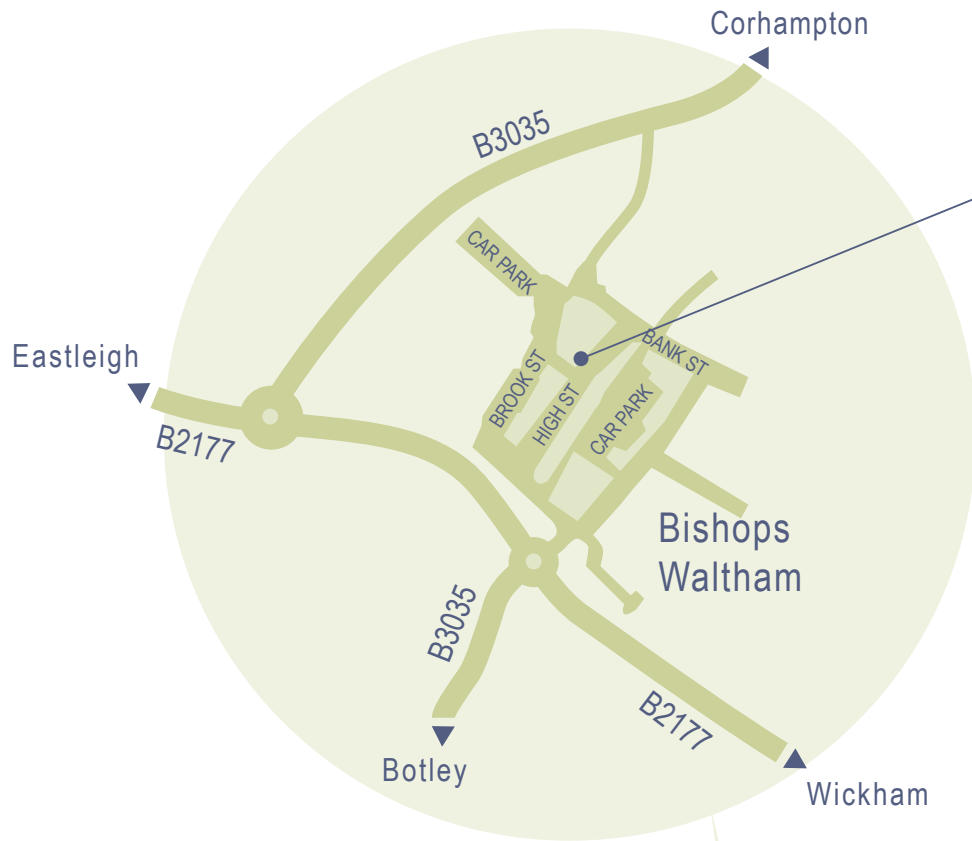 Corhampton
B3035
CAR PARK
BANK ST
Eastleigh
BROOK ST
HIGH ST
CAR PARK
B2177
Bishops
Waltham
B3035
B2177
Botley
Wickham